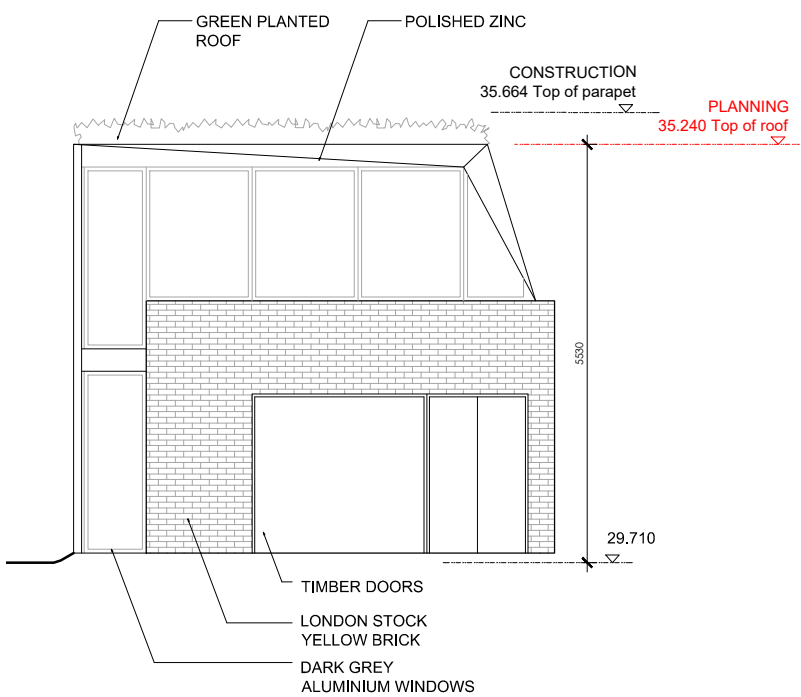 GREEN PLANTED
ROOF
POLISHED ZINC
CONSTRUCTION
35.664 Top of parapet
PLANNING
35.240 Top of roof
5530
29.710
TIMBER DOORS
LONDON STOCK
YELLOW BRICK
DARK GREY
ALUMINIUM WINDOWS